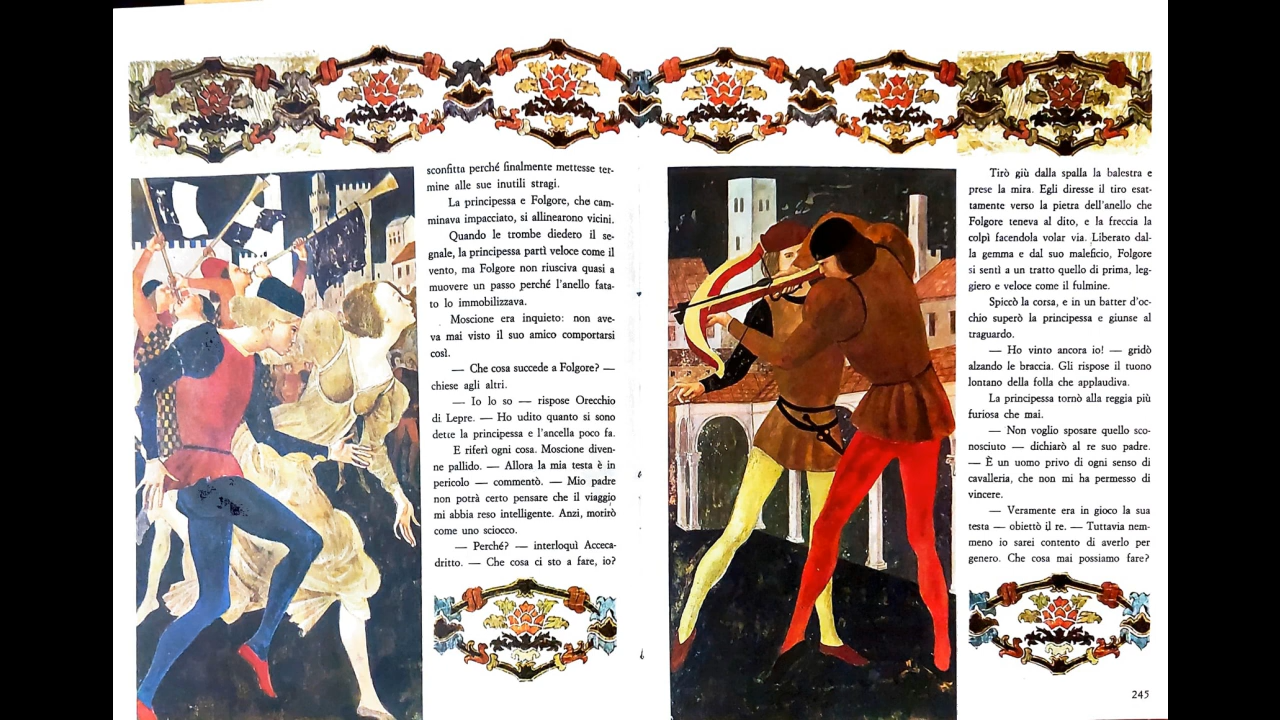 sconfitta perché finalmente mettesse ter-
mine alle sue inutili stragi.
La principessa e Folgore, che cam-
minava impacciato, si allinearono vicini.
Quando le trombe diedero il se-
gnale, la principessa partì veloce come il
vento, ma Folgore non riusciva quasi a
muovere un passo perché l'anello fata-
to lo immobilizzava.
Moscione era inquieto: non ave-
va mai visto il suo amico comportarsi
così.
— Che cosa succede a Folgore? —
chiese agli altri.
— Io lo so — rispose Orecchio
di Lepre. — Ho udito quanto si sono
dette la principessa e l'ancella poco fa.
E riferì ogni cosa. Moscione diven-
ne pallido. — Allora la mia testa è in
pericolo — commentò. — Mio padre
non potrà certo pensare che il viaggio
mi abbia reso intelligente. Anzi, morirò
come uno sciocco.
— Perché? — interloquì Acceca-
dritto. — Che cosa ci sto a fare, io?
Tirò giù dalla spalla la balestra e
prese la mira. Egli diresse il tiro esat-
tamente verso la pietra dell'anello che
Folgore teneva al dito, e la freccia la
colpì facendola volar via. Liberato dal-
la gemma e dal suo maleficio, Folgore
si sentì a un tratto quello di prima, leg-
giero e veloce come il fulmine.
Spiccò la corsa, e in un batter d'oc-
chio superò la principessa e giunse al
traguardo.
— Ho vinto ancora io! — gridò
alzando le braccia. Gli rispose il tuono
lontano della folla che applaudiva.
La principessa tornò alla reggia più
furiosa che mai.
— Non voglio sposare quello sco-
nosciuto — dichiarò al re suo padre.
— È un uomo privo di ogni senso di
cavalleria, che non mi ha permesso di
vincere.
— Veramente era in gioco la sua
testa — obiettò il re. — Tuttavia nem-
meno io sarei contento di averlo per
genero. Che cosa mai possiamo fare?
245